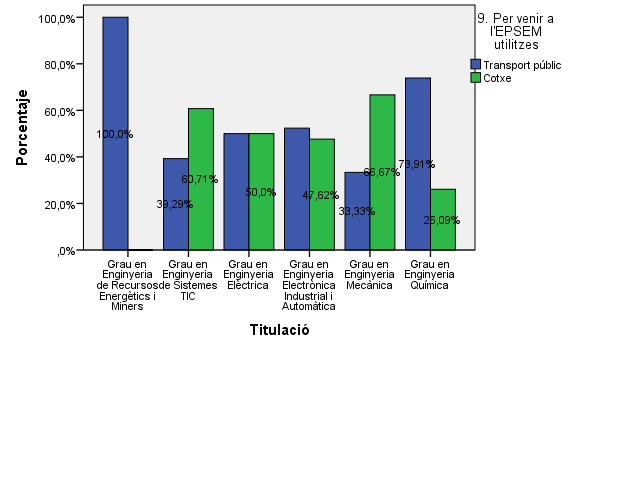 9. Per venir a
l'EPSEM
utilitzes
Transport públic
Cotxe
Porcentaje
100,0%
80,0%
60,0%
40,0%
20,0%
,0%
100,0%
39,29%
60,71%
50,0%
47,62%
33,33%
66,67%
73,91%
26,09%
Grau en
Enginyeria
de Recursos
Energètics i
Miners
Grau en
Enginyeria
de Sistemes
TIC
Grau en
Enginyeria
Elèctrica
Grau en
Enginyeria
Electrònica
Industrial i
Automàtica
Grau en
Enginyeria
Mecànica
Grau en
Enginyeria
Química
Titulació